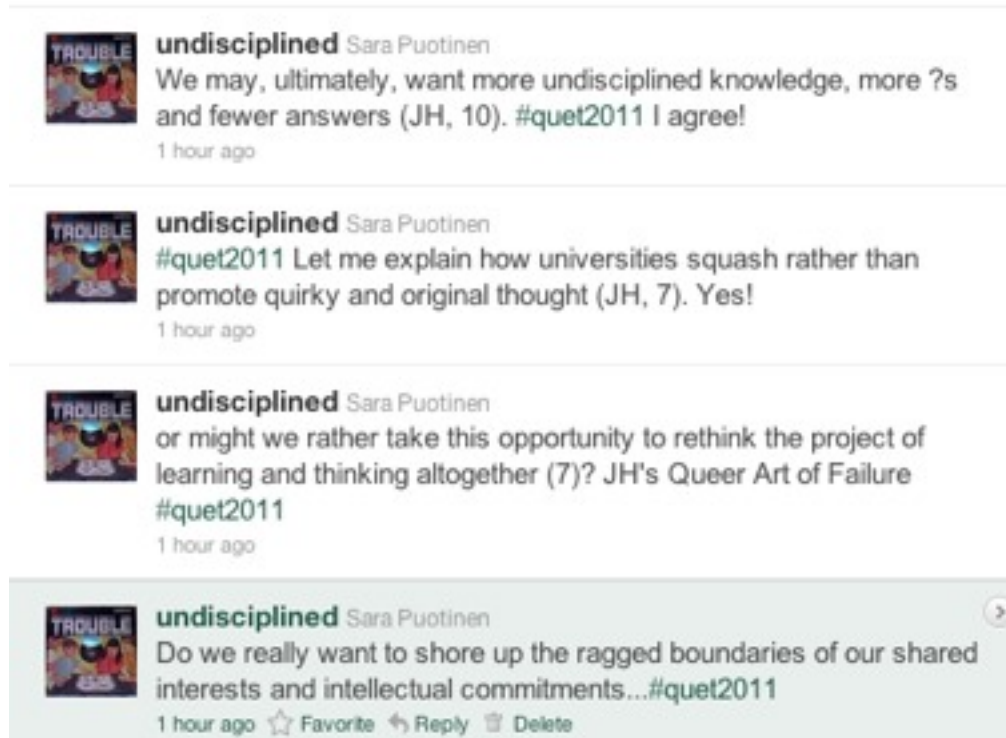 TROUBLE
undisciplined Sara Puotinen
We may, ultimately, want more undisciplined knowledge, more ?s
and fewer answers (JH, 10). #quet2011 I agree!
1 hour ago
TROUBLE
undisciplined Sara Puotinen
#quet2011 Let me explain how universities squash rather than
promote quirky and original thought (JH, 7). Yes!
1 hour ago
TROUBLE
undisciplined Sara Puotinen
or might we rather take this opportunity to rethink the project of
learning and thinking altogether (7)? JH's Queer Art of Failure
#quet2011
1 hour ago
TROUBLE
undisciplined Sara Puotinen
Do we really want to shore up the ragged boundaries of our shared
interests and intellectual commitments...#quet2011
1 hour ago Favorite Reply Delete